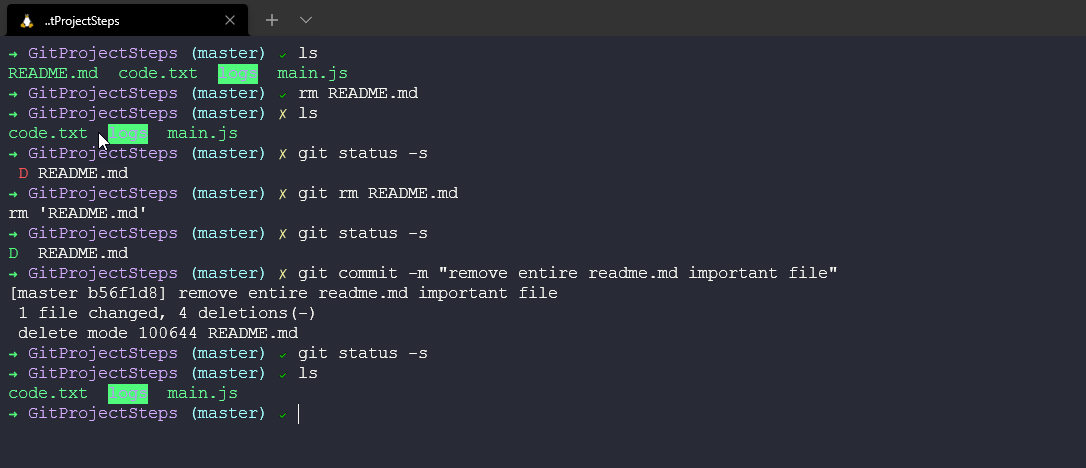 ..tProjectSteps
→ GitProjectSteps (master) ✓ ls
README.md code.txt logs main.js
→ GitProjectSteps (master) ✓ rm README.md
→ GitProjectSteps (master) ✗ ls
code.txt logs main.js
→ GitProjectSteps (master) ✗ git status -s
 D README.md
→ GitProjectSteps (master) ✗ git rm README.md
rm 'README.md'
→ GitProjectSteps (master) ✗ git status -s
D  README.md
→ GitProjectSteps (master) ✗ git commit -m "remove entire readme.md important file"
[master b56f1d8] remove entire readme.md important file
 1 file changed, 4 deletions(-)
 delete mode 100644 README.md
→ GitProjectSteps (master) ✓ git status -s
→ GitProjectSteps (master) ✓ ls
code.txt logs main.js
→ GitProjectSteps (master) ✓